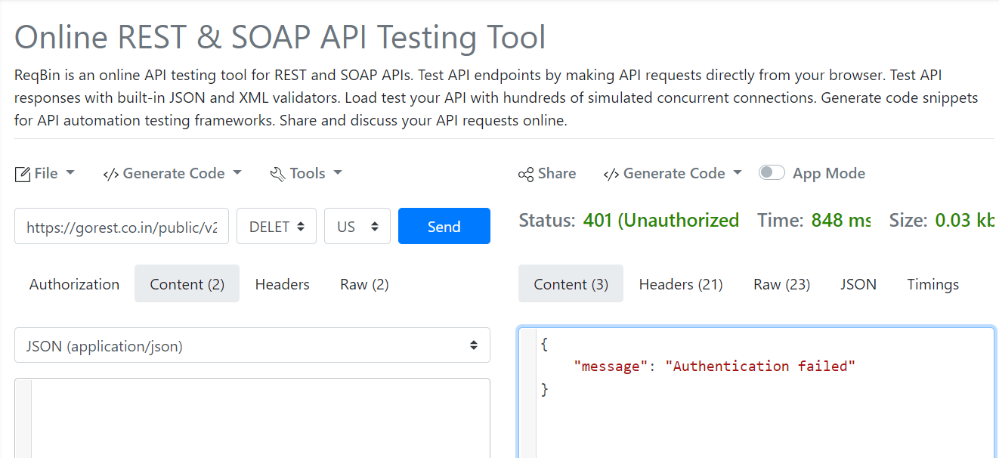 Online REST & SOAP API Testing Tool
ReqBin is an online API testing tool for REST and SOAP APIs. Test API endpoints by making API requests directly from your browser. Test API
responses with built-in JSON and XML validators. Load test your API with hundreds of simulated concurrent connections. Generate code snippets
for API automation testing frameworks. Share and discuss your API requests online.
File </> Generate Code Tools Share </> Generate Code App Mode
https://gorest.co.in/public/v2 DELET US Send Status: 401 (Unauthorized Time: 848 ms Size: 0.03 kb
Authorization Content (2) Headers Raw (2) Content (3) Headers (21) Raw (23) JSON Timings
JSON (application/json)
{
"message": "Authentication failed"
}